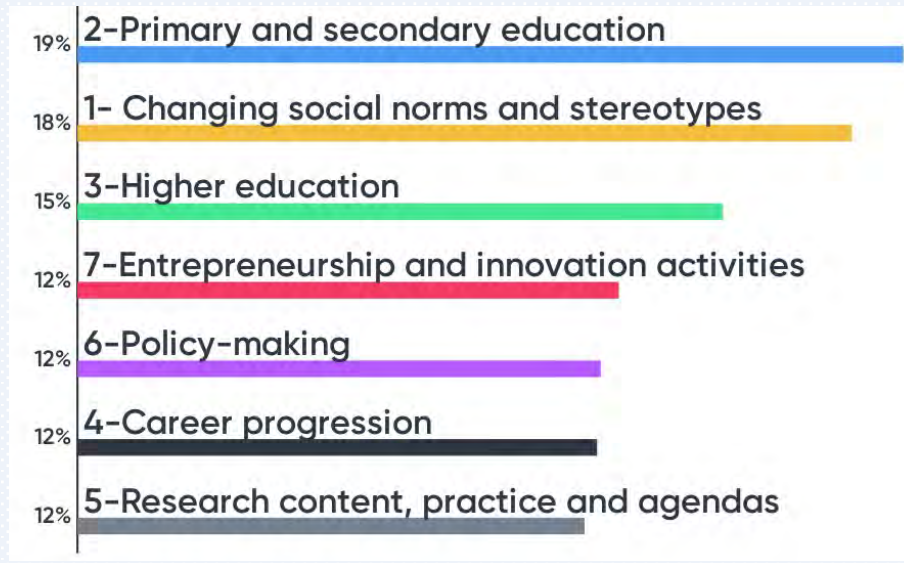 19% 2-Primary and secondary education
18% 1- Changing social norms and stereotypes
15% 3-Higher education
12% 7-Entrepreneurship and innovation activities
12% 6-Policy-making
12% 4-Career progression
12% 5-Research content, practice and agendas